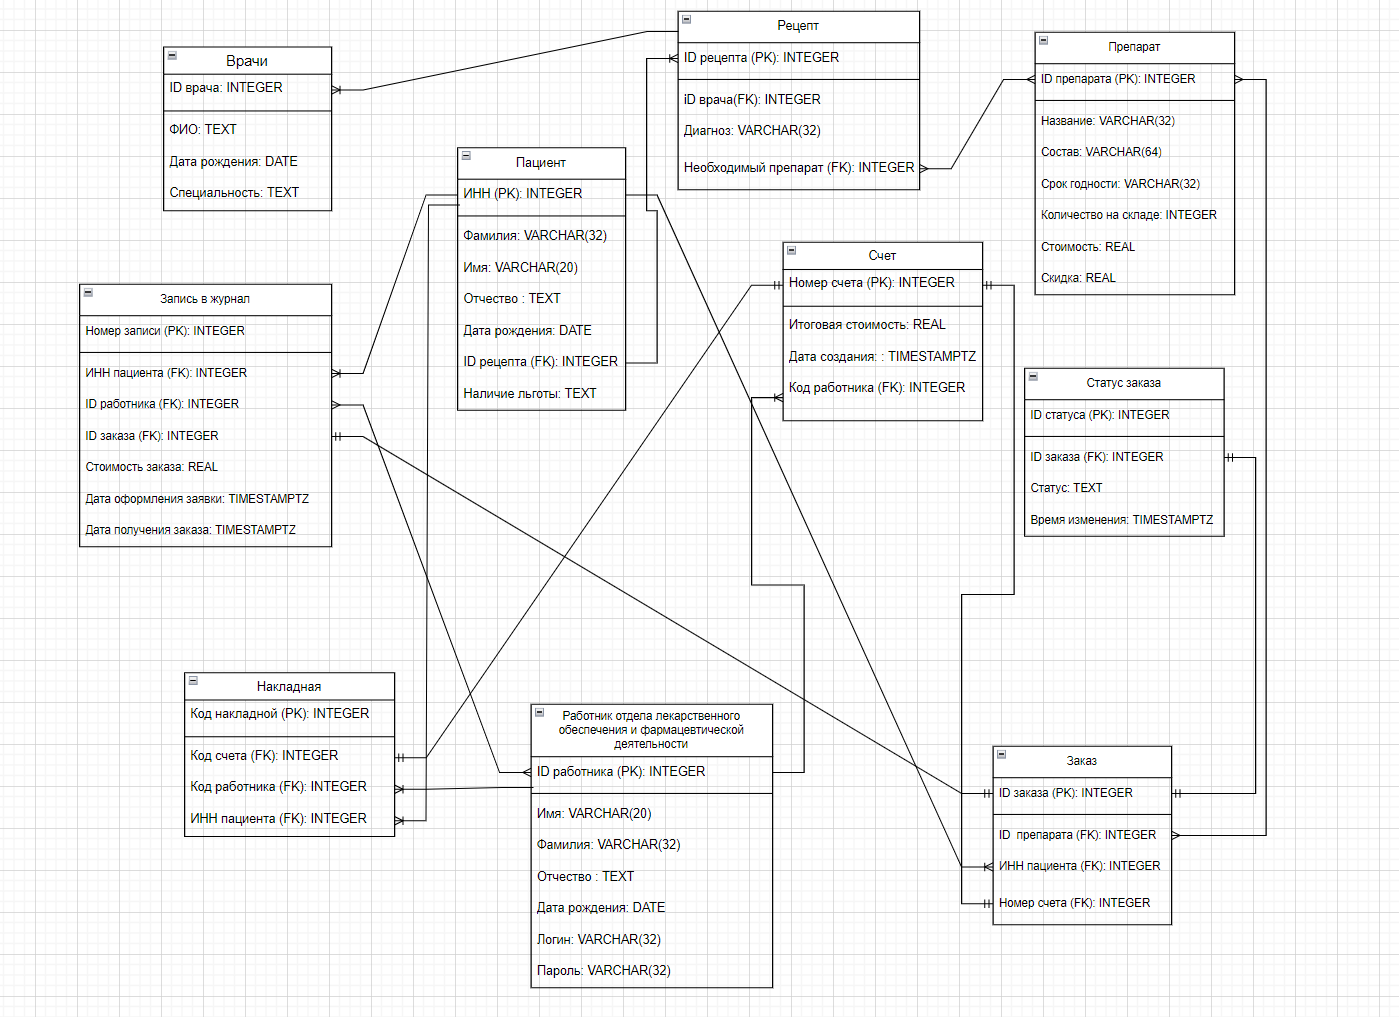 Врачи
ID врача: INTEGER
ФИО: TEXT
Дата рождения: DATE
Специальность: TEXT
Рецепт
ID рецепта (PK): INTEGER
iD врача(FK): INTEGER
Диагноз: VARCHAR(32)
Необходимый препарат (FK): INTEGER
Препарат
ID препарата (PK): INTEGER
Название: VARCHAR(32)
Состав: VARCHAR(64)
Срок годности: VARCHAR(32)
Количество на складе: INTEGER
Стоимость: REAL
Скидка: REAL
Пациент
ИНН (PK): INTEGER
Фамилия: VARCHAR(32)
Имя: VARCHAR(20)
Отчество : TEXT
Дата рождения: DATE
ID рецепта (FK): INTEGER
Наличие льготы: TEXT
Счет
Номер счета (PK): INTEGER
Итоговая стоимость: REAL
Дата создания: : TIMESTAMPTZ
Код работника (FK): INTEGER
Запись в журнал
Номер записи (PK): INTEGER
ИНН пациента (FK): INTEGER
ID работника (FK): INTEGER
ID заказа (FK): INTEGER
Стоимость заказа: REAL
Дата оформления заявки: TIMESTAMPTZ
Дата получения заказа: TIMESTAMPTZ
Статус заказа
ID статуса (PK): INTEGER
ID заказа (FK): INTEGER
Статус: TEXT
Время изменения: TIMESTAMPTZ
Накладная
Код накладной (PK): INTEGER
Код счета (FK): INTEGER
Код работника (FK): INTEGER
ИНН пациента (FK): INTEGER
Работник отдела лекарственного
обеспечения и фармацевтической
деятельности
ID работника (PK): INTEGER
Имя: VARCHAR(20)
Фамилия: VARCHAR(32)
Отчество : TEXT
Дата рождения: DATE
Логин: VARCHAR(32)
Пароль: VARCHAR(32)
Заказ
ID заказа (PK): INTEGER
ID  препарата (FK): INTEGER
ИНН пациента (FK): INTEGER
Номер счета (FK): INTEGER